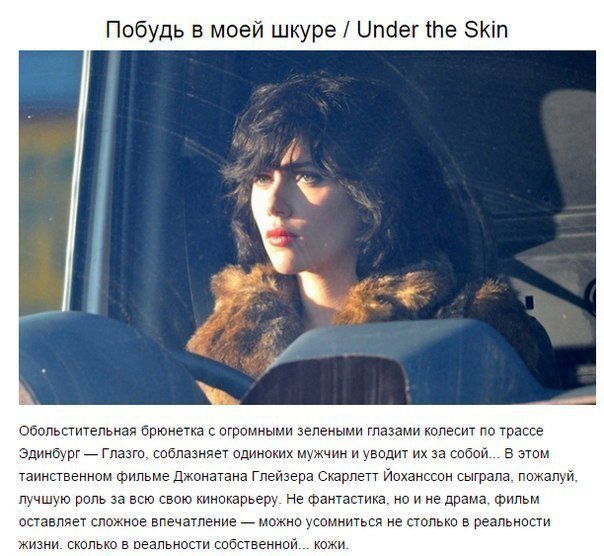 Побудь в моей шкуре / Under the Skin
Обольстительная брюнетка с огромными зелеными глазами колесит по трассе
Эдинбург — Глазго, соблазняет одиноких мужчин и уводит их за собой... В этом
таинственном фильме Джонатана Глейзера Скарлетт Йоханссон сыграла, пожалуй,
лучшую роль за всю свою кинокарьеру. Не фантастика, но и не драма, фильм
оставляет сложное впечатление — можно усомниться не столько в реальности
жизни, сколько в реальности собственной... кожи.